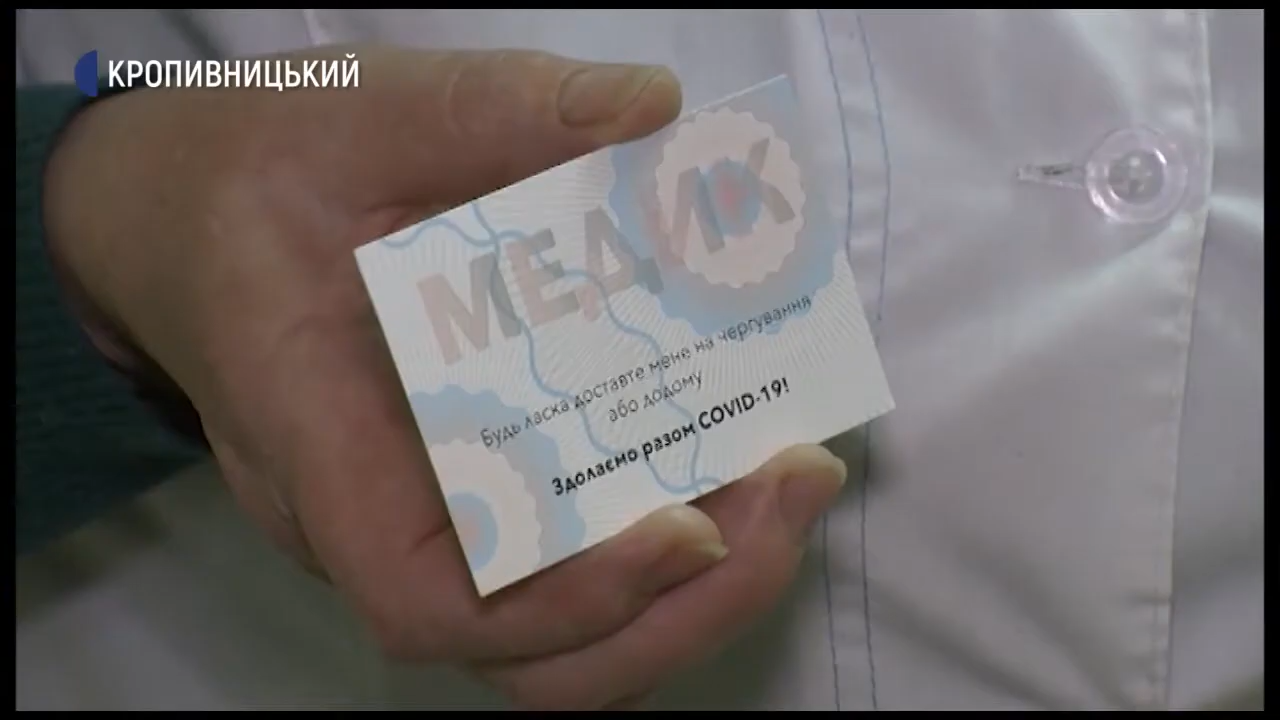 КРОПИВНИЦЬКИЙ
МЕДИК
Будь ласка доставте мене на чергування
або додому
Здолаємо разом COVID-19!